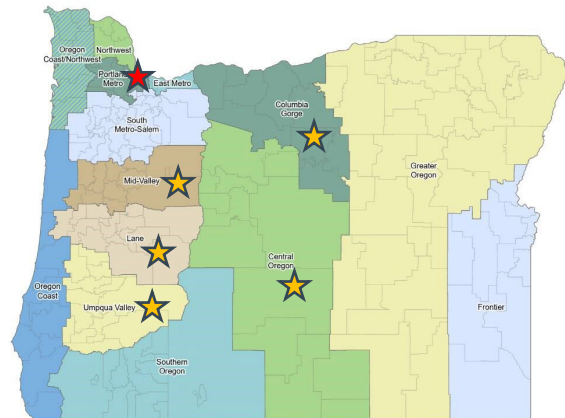 Oregon
Coast/Northwest
Northwest
Portland
Metro
East Metro
South
Metro-Salem
Columbia
Gorge
Greater
Oregon
Mid-Valley
Lane
Central
Oregon
Oregon
Coast
Umpqua Valley
Frontier
Southern
Oregon